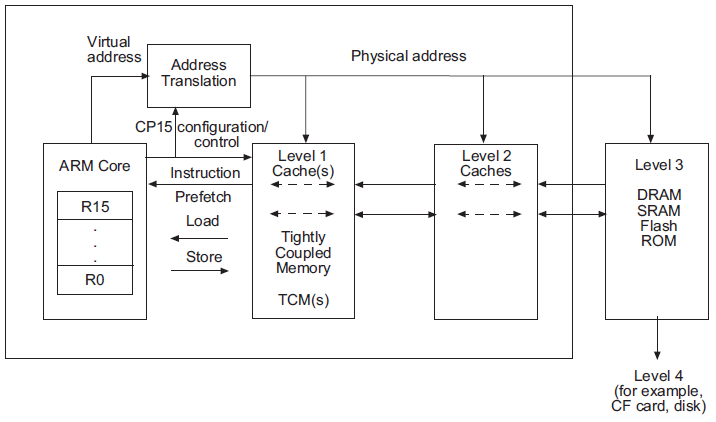 Virtual
address
Address
Translation
Physical address
CP15 configuration/
control
ARM Core
R15
.
.
.
R0
Instruction
Prefetch
Load
Store
Level 1
Cache(s)
Tightly
Coupled
Memory
TCM(s)
Level 2
Caches
Level 3
DRAM
SRAM
Flash
ROM
Level 4
(for example,
CF card, disk)